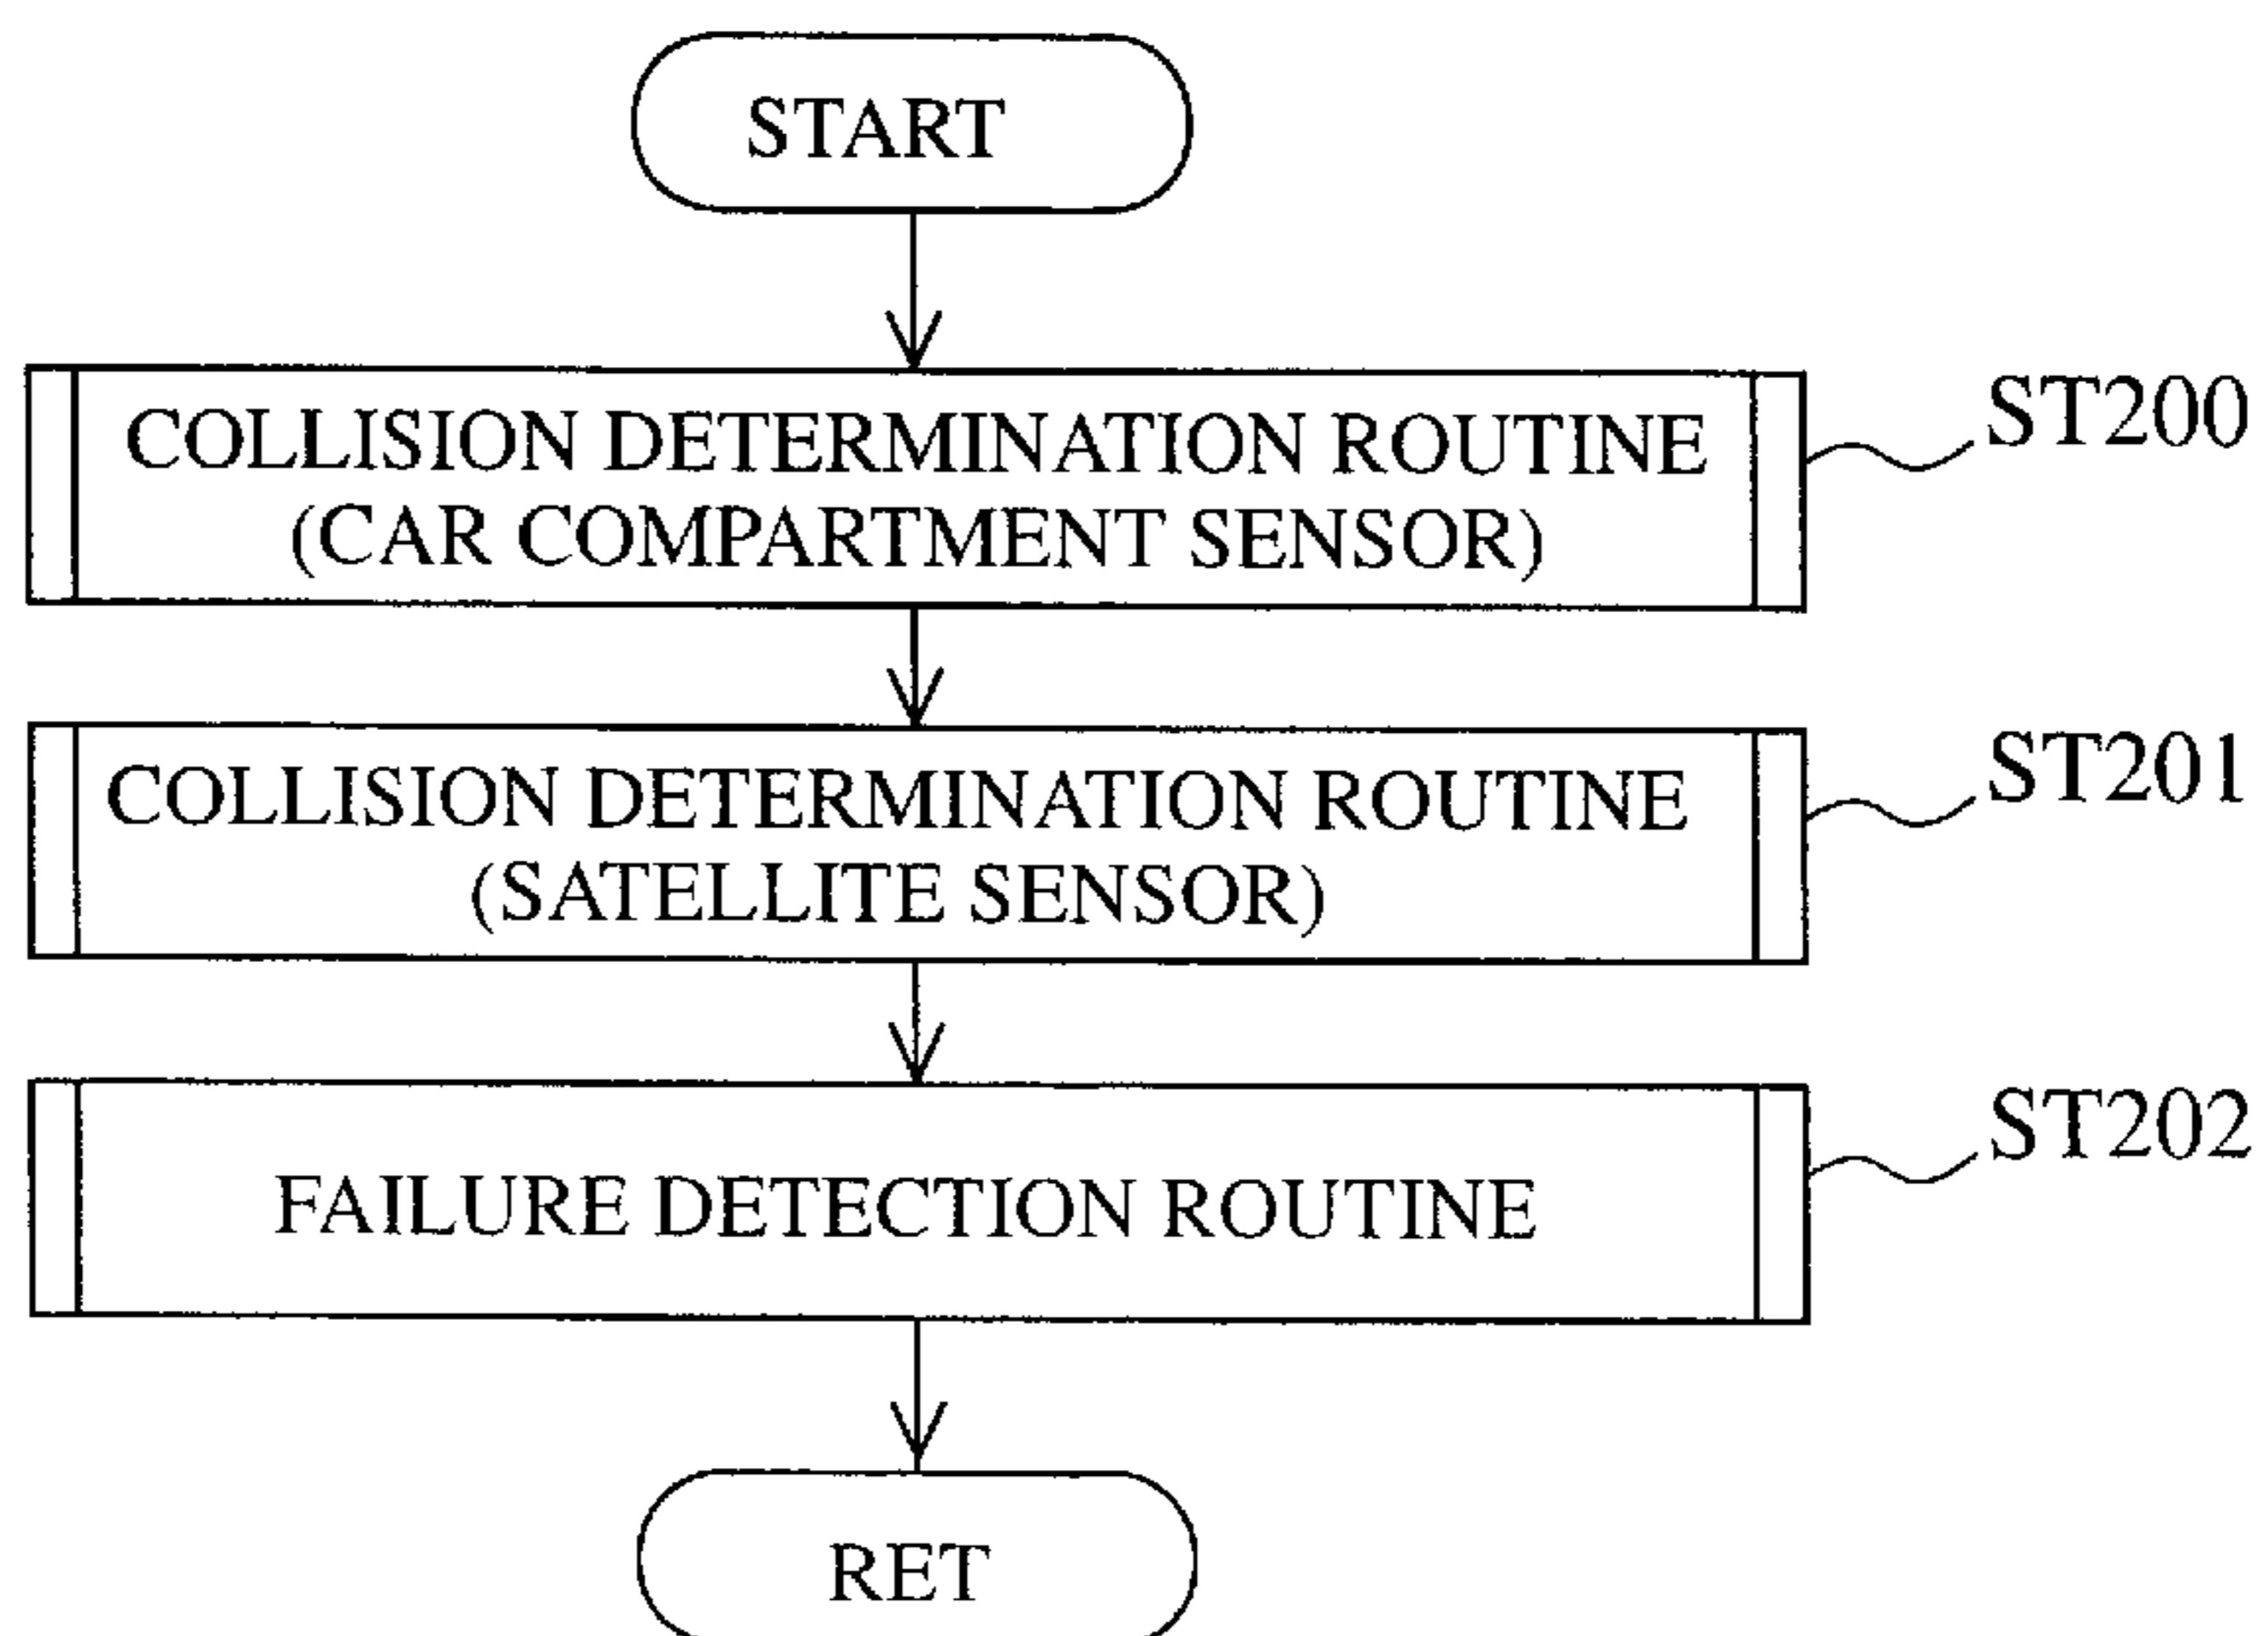 START
COLLISION DETERMINATION ROUTINE
(CAR COMPARTMENT SENSOR)
ST200
COLLISION DETERMINATION ROUTINE
(SATELLITE SENSOR)
ST201
FAILURE DETECTION ROUTINE
ST202
RET